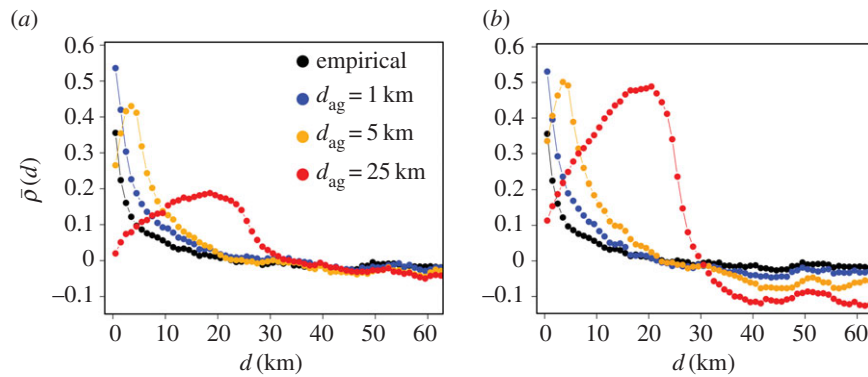 (a)
(b)
0.6
0.5
0.4
0.3
0.2
0.1
0
–0.1
ρ̄(d)
empirical
d_ag = 1 km
d_ag = 5 km
d_ag = 25 km
0 10 20 30 40 50 60
d (km)
0.6
0.5
0.4
0.3
0.2
0.1
0
–0.1
0 10 20 30 40 50 60
d (km)